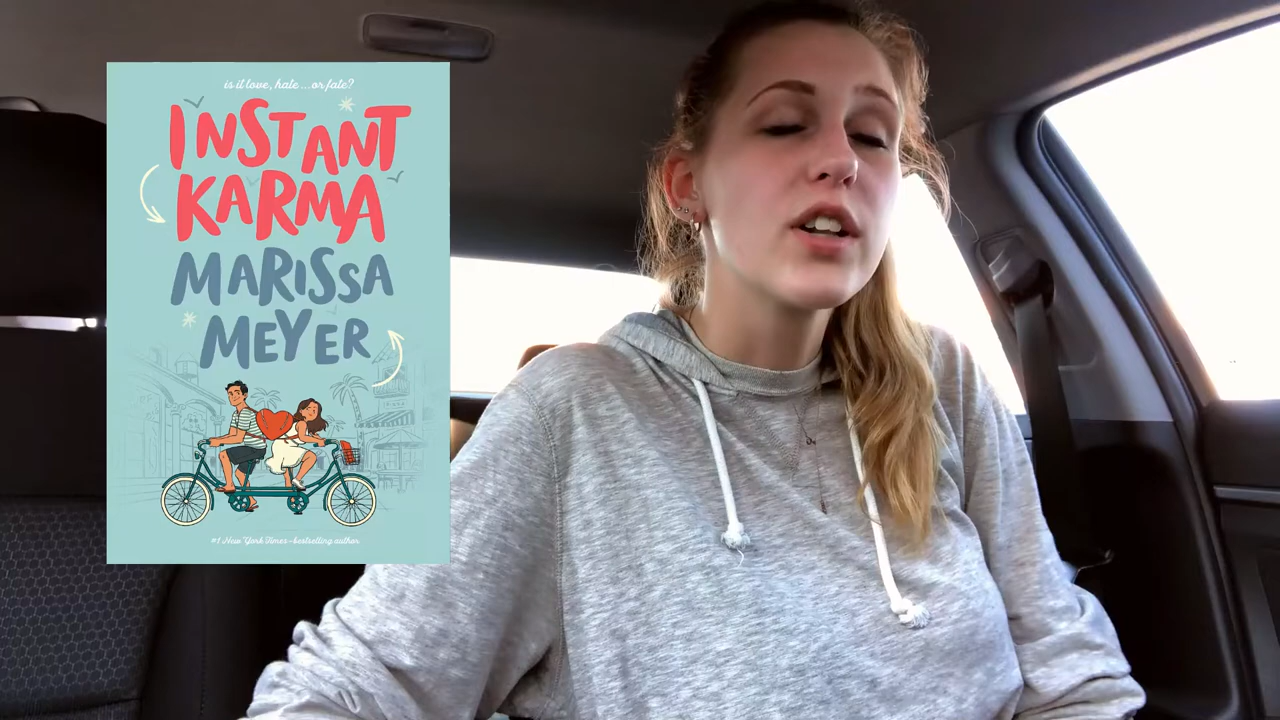 is it love, hate ... or fate?
INSTANT
KARMA
MARISSA
MEYER
#1 New York Times-bestselling author